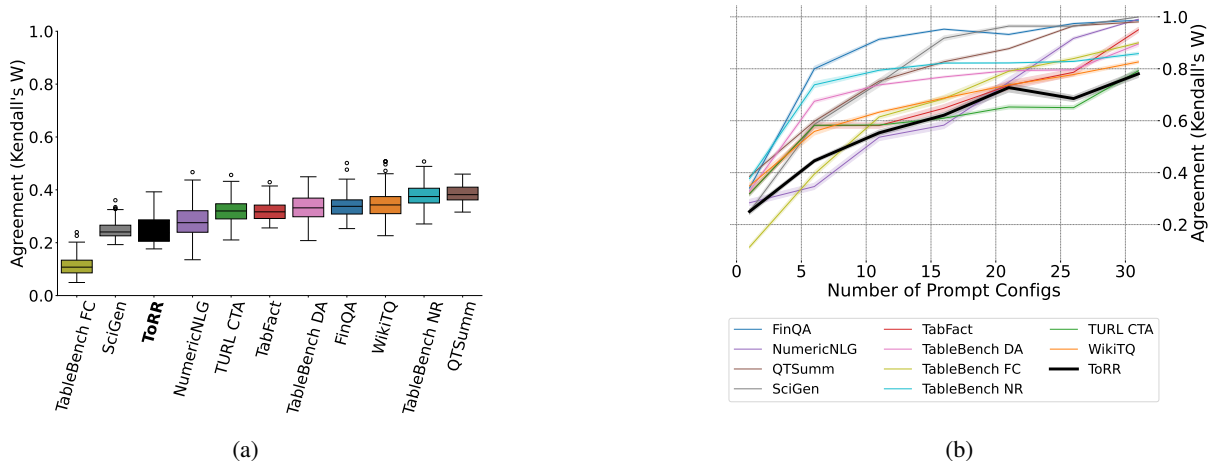 Agreement (Kendall's W)
1.0
0.8
0.6
0.4
0.2
0.0
TableBench FC
SciGen
ToRR
NumericNLG
TURL CTA
TabFact
TableBench DA
FinQA
WikiTQ
TableBench NR
QTSumm
(a)
1.0
0.8
0.6
0.4
0.2
Agreement (Kendall's W)
0 5 10 15 20 25 30
Number of Prompt Configs
FinQA TabFact TURL CTA
NumericNLG TableBench DA WikiTQ
QTSumm TableBench FC ToRR
SciGen TableBench NR
(b)